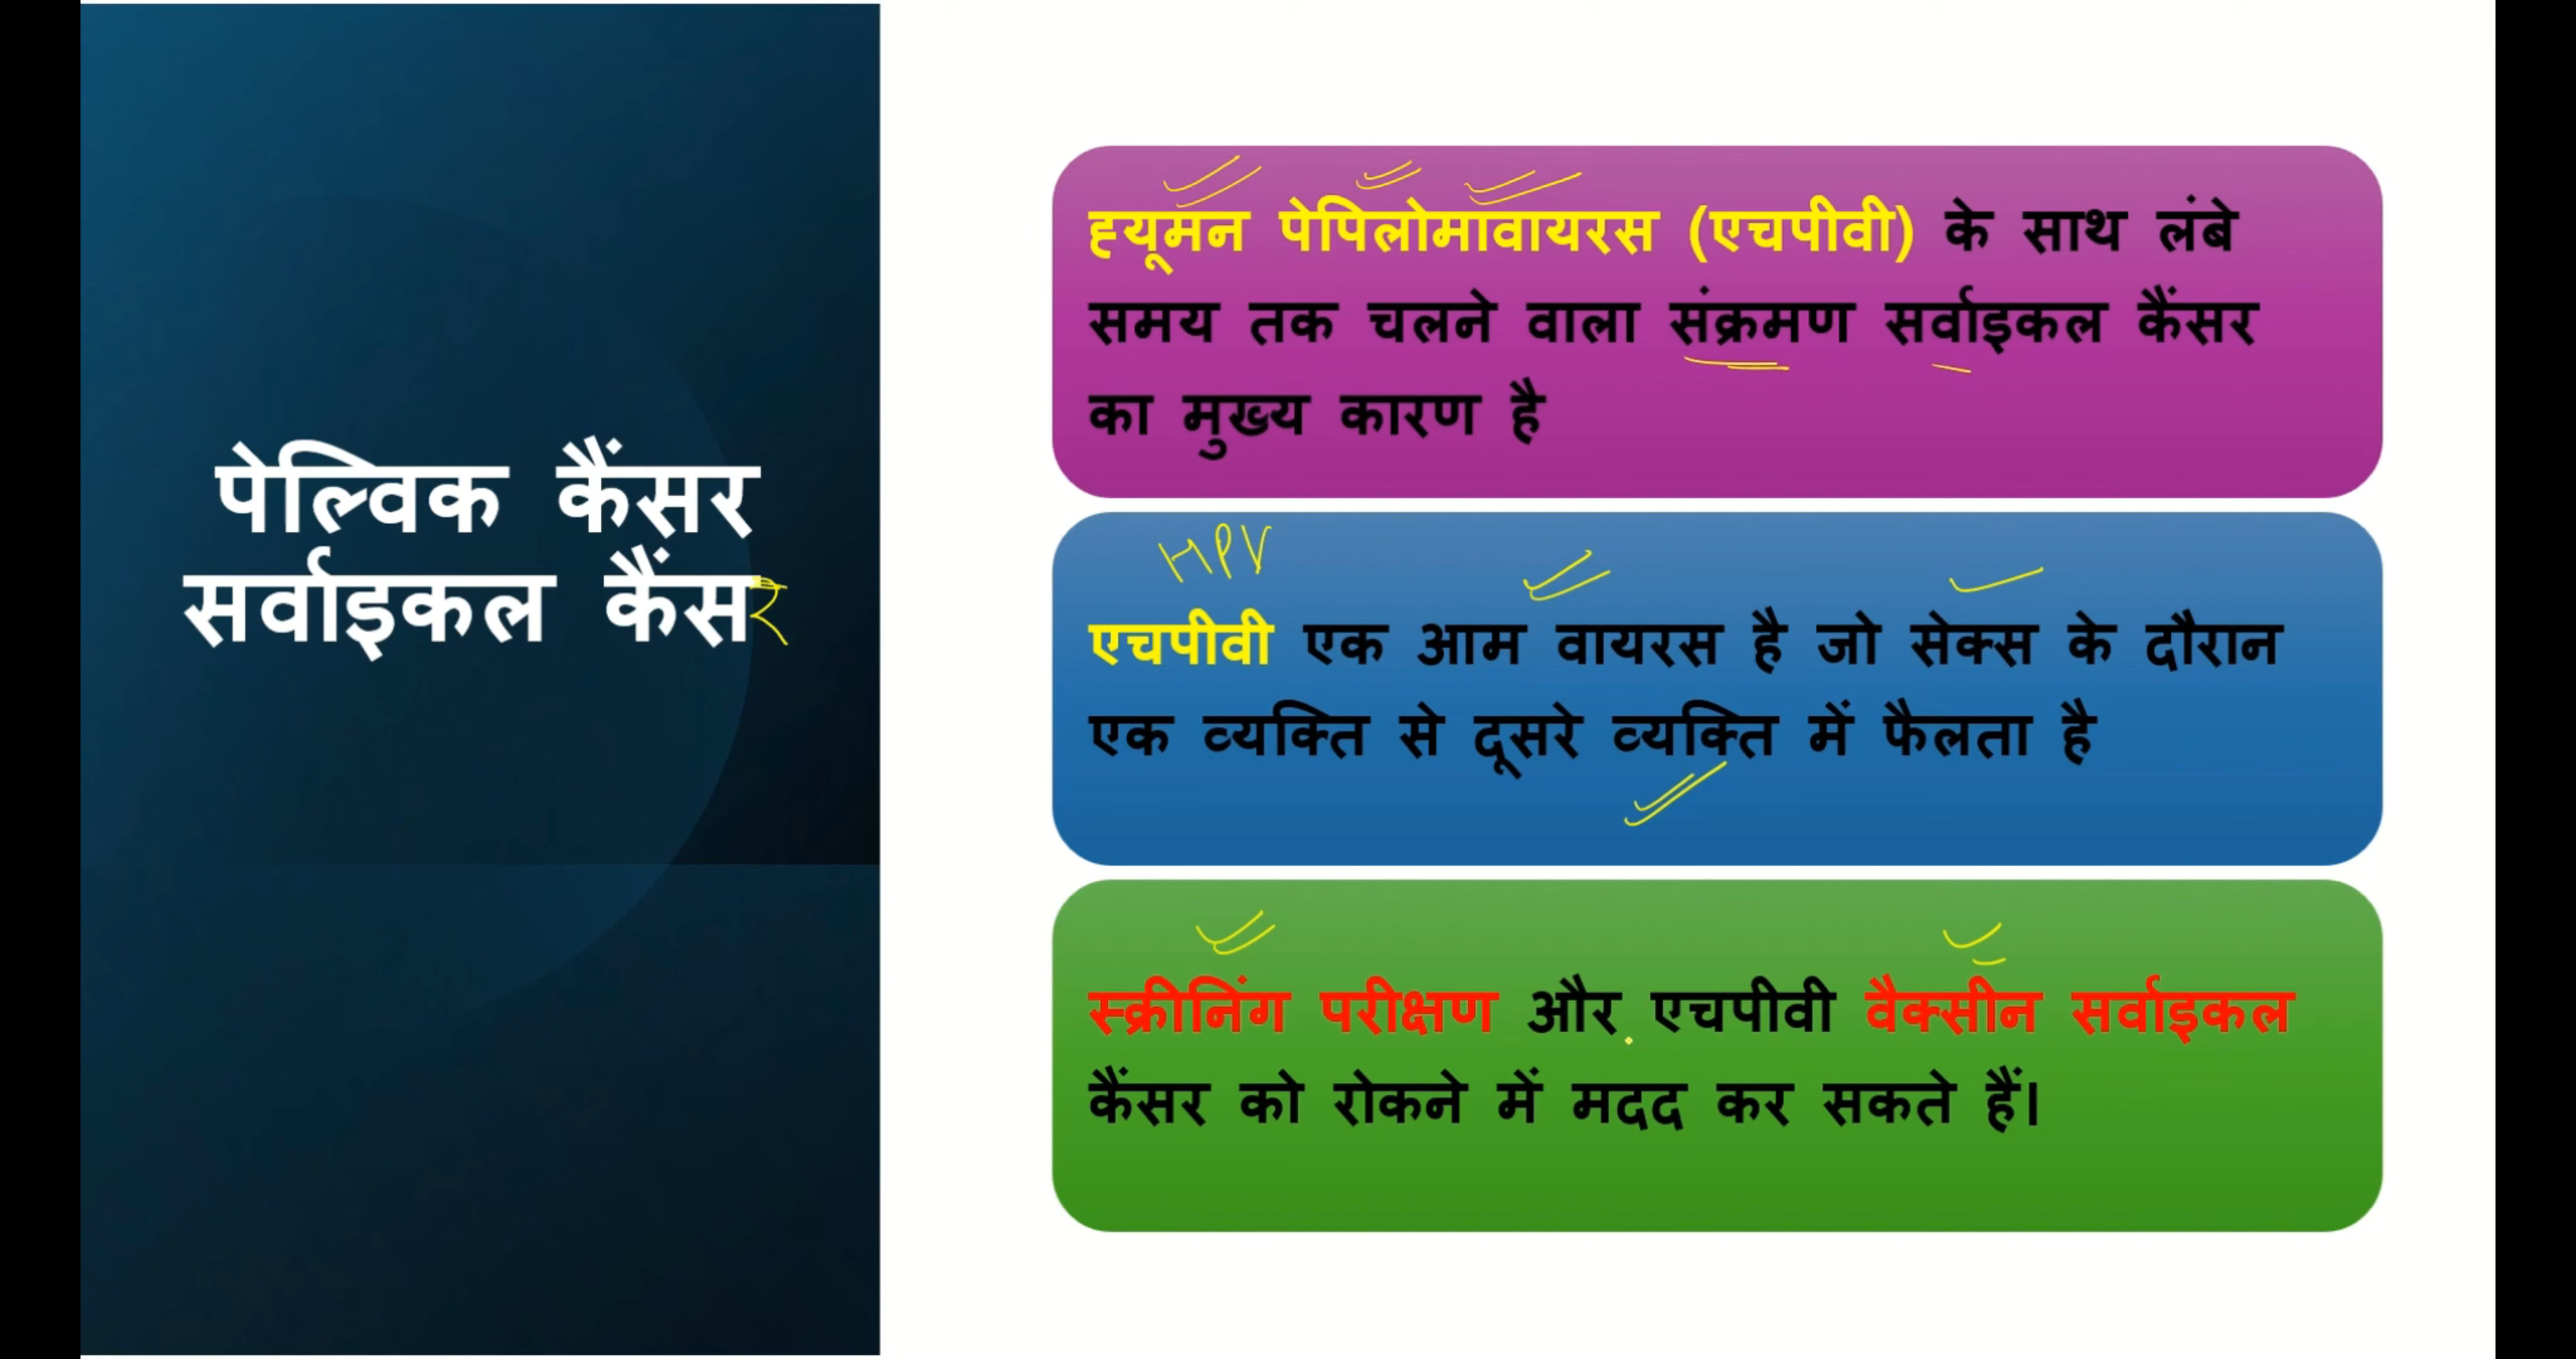 पेल्विक कैंसर
सर्वाइकल कैंसर
ह्यूमन पेपिलोमावायरस (एचपीवी) के साथ लंबे
समय तक चलने वाला संक्रमण सर्वाइकल कैंसर
का मुख्य कारण है
HPV
एचपीवी एक आम वायरस है जो सेक्स के दौरान
एक व्यक्ति से दूसरे व्यक्ति में फैलता है
स्क्रीनिंग परीक्षण और एचपीवी वैक्सीन सर्वाइकल
कैंसर को रोकने में मदद कर सकते हैं।